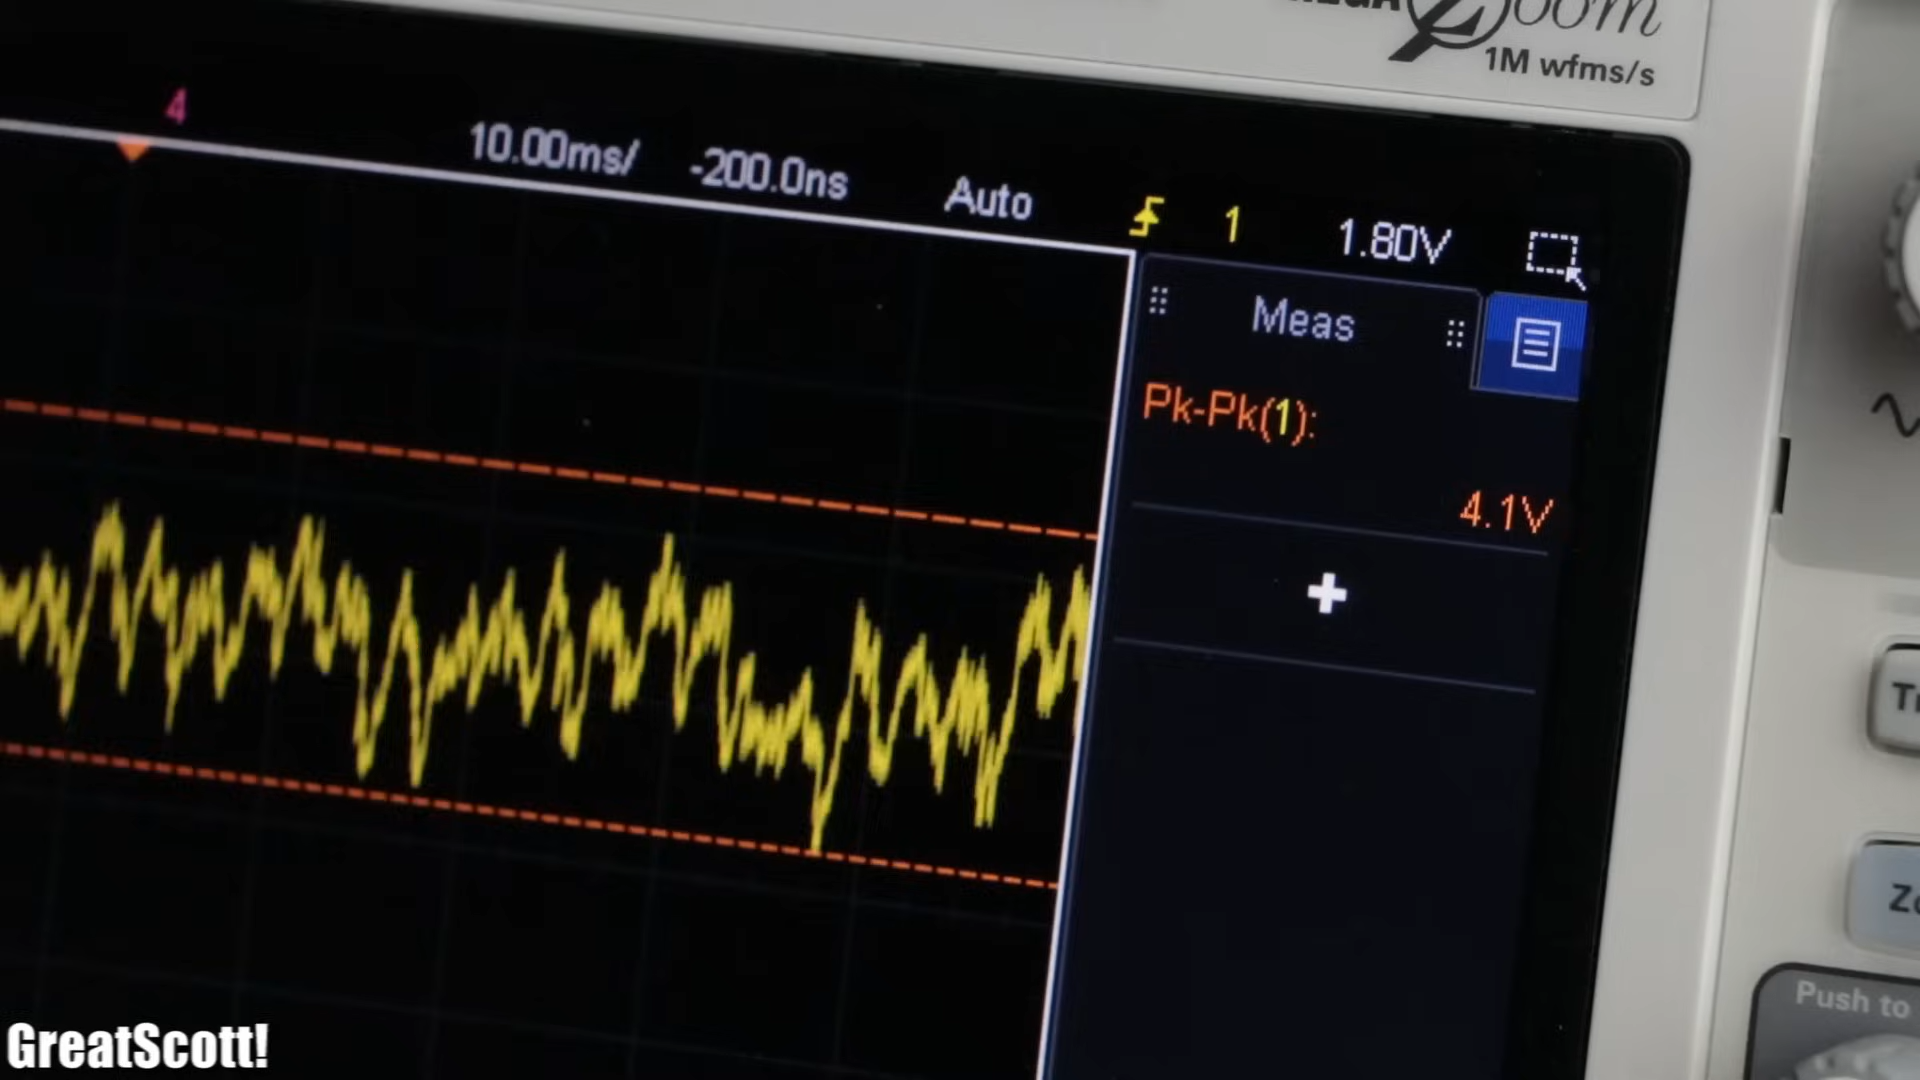 Zoom
1M wfms/s
4
10.00ms/ -200.0ns Auto 1 1.80V
Meas
Pk-Pk(1):
4.1V
Push to
GreatScott!